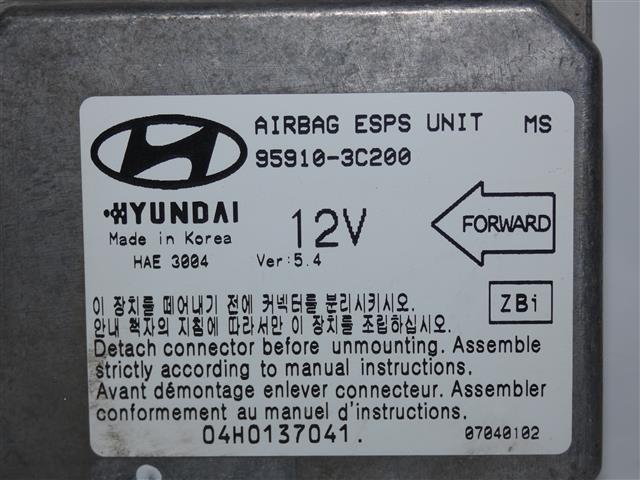 AIRBAG ESPS UNIT MS
95910-3C200
HYUNDAI
12V
FORWARD
Made in Korea
HAE 3004
Ver:5.4
ZBi
이 장치를 떼어내기 전에 커넥터를 분리시키시오.
안내 책자의 지침에 따라서만 이 장치를 조립하십시오.
Detach connector before unmounting. Assemble
strictly according to manual instructions.
Avant démontage enlever connecteur. Assembler
conformement au manuel d'instructions.
04H0137041.
07040102